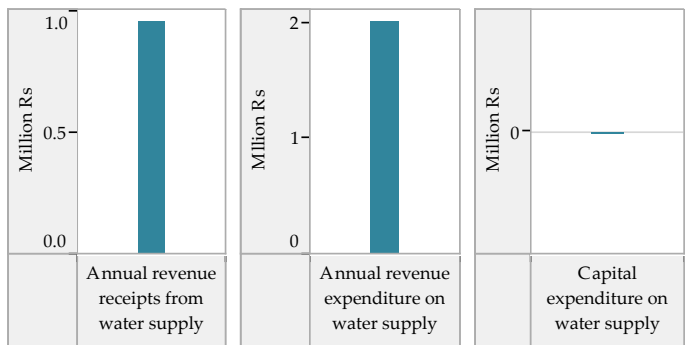 Million Rs
1.0
0.5
0.0
Annual revenue
receipts from
water supply
Mllion Rs
2
1
0
Annual revenue
expenditure on
water supply
Million Rs
0
Capital
expenditure on
water supply